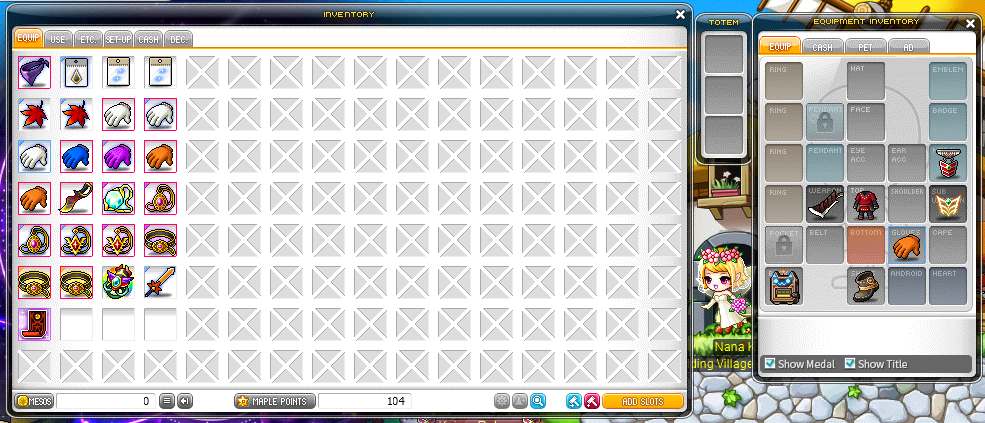 INVENTORY
EQUIP USE ETC. SET-UP CASH DEC.
MESOS 0 MAPLE POINTS 104 ADD SLOTS
TOTEM
Nana
ding Village
EQUIPMENT INVENTORY
EQUIP CASH PET AD
RING HAT EMBLEM
RING PENDANT FACE BADGE
RING PENDANT EYE ACC EAR ACC
RING WEAPON TOP SHOULDER SUB
POCKET BELT BOTTOM GLOVES CAPE
ANDROID HEART
Show Medal Show Title